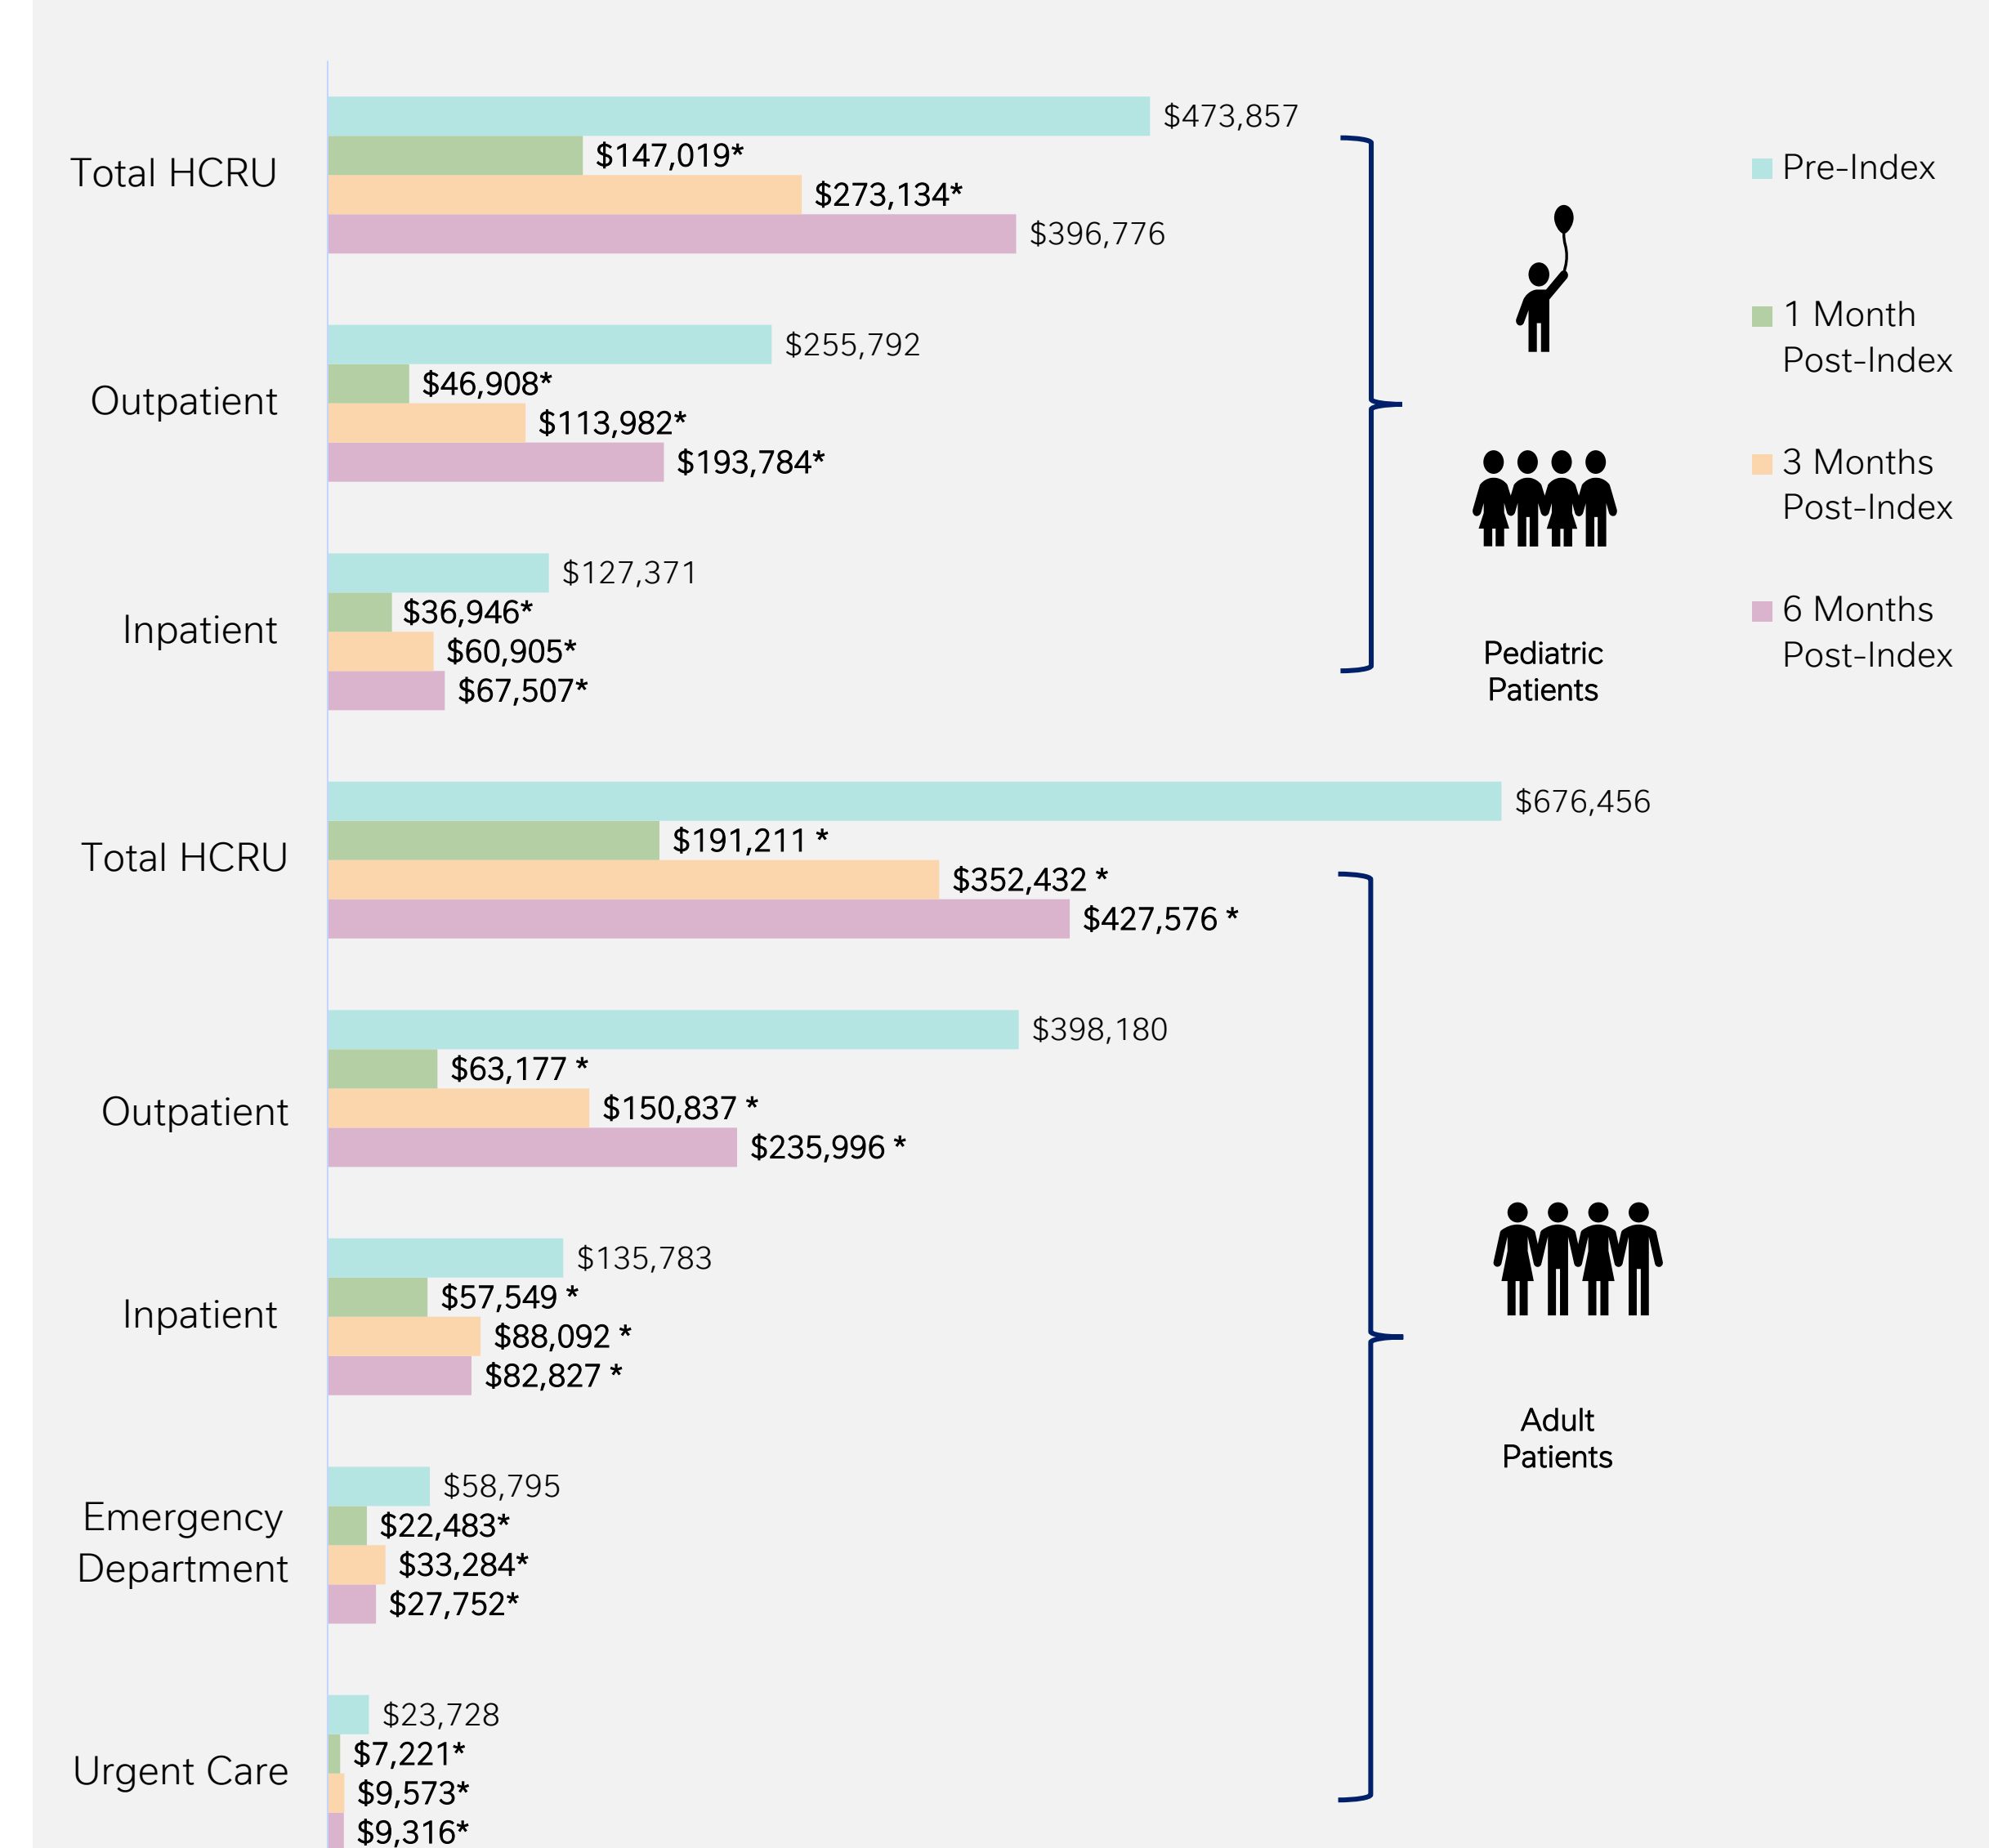 Total HCRU
$473,857
$147,019*
$273,134*
$396,776
Outpatient
$255,792
$46,908*
$113,982*
$193,784*
Inpatient
$127,371
$36,946*
$60,905*
$67,507*
Pediatric
Patients
Pre-Index
1 Month
Post-Index
3 Months
Post-Index
6 Months
Post-Index
Total HCRU
$676,456
$191,211 *
$352,432 *
$427,576 *
Outpatient
$398,180
$63,177 *
$150,837 *
$235,996 *
Inpatient
$135,783
$57,549 *
$88,092 *
$82,827 *
Emergency
Department
$58,795
$22,483*
$33,284*
$27,752*
Urgent Care
$23,728
$7,221*
$9,573*
$9,316*
Adult
Patients